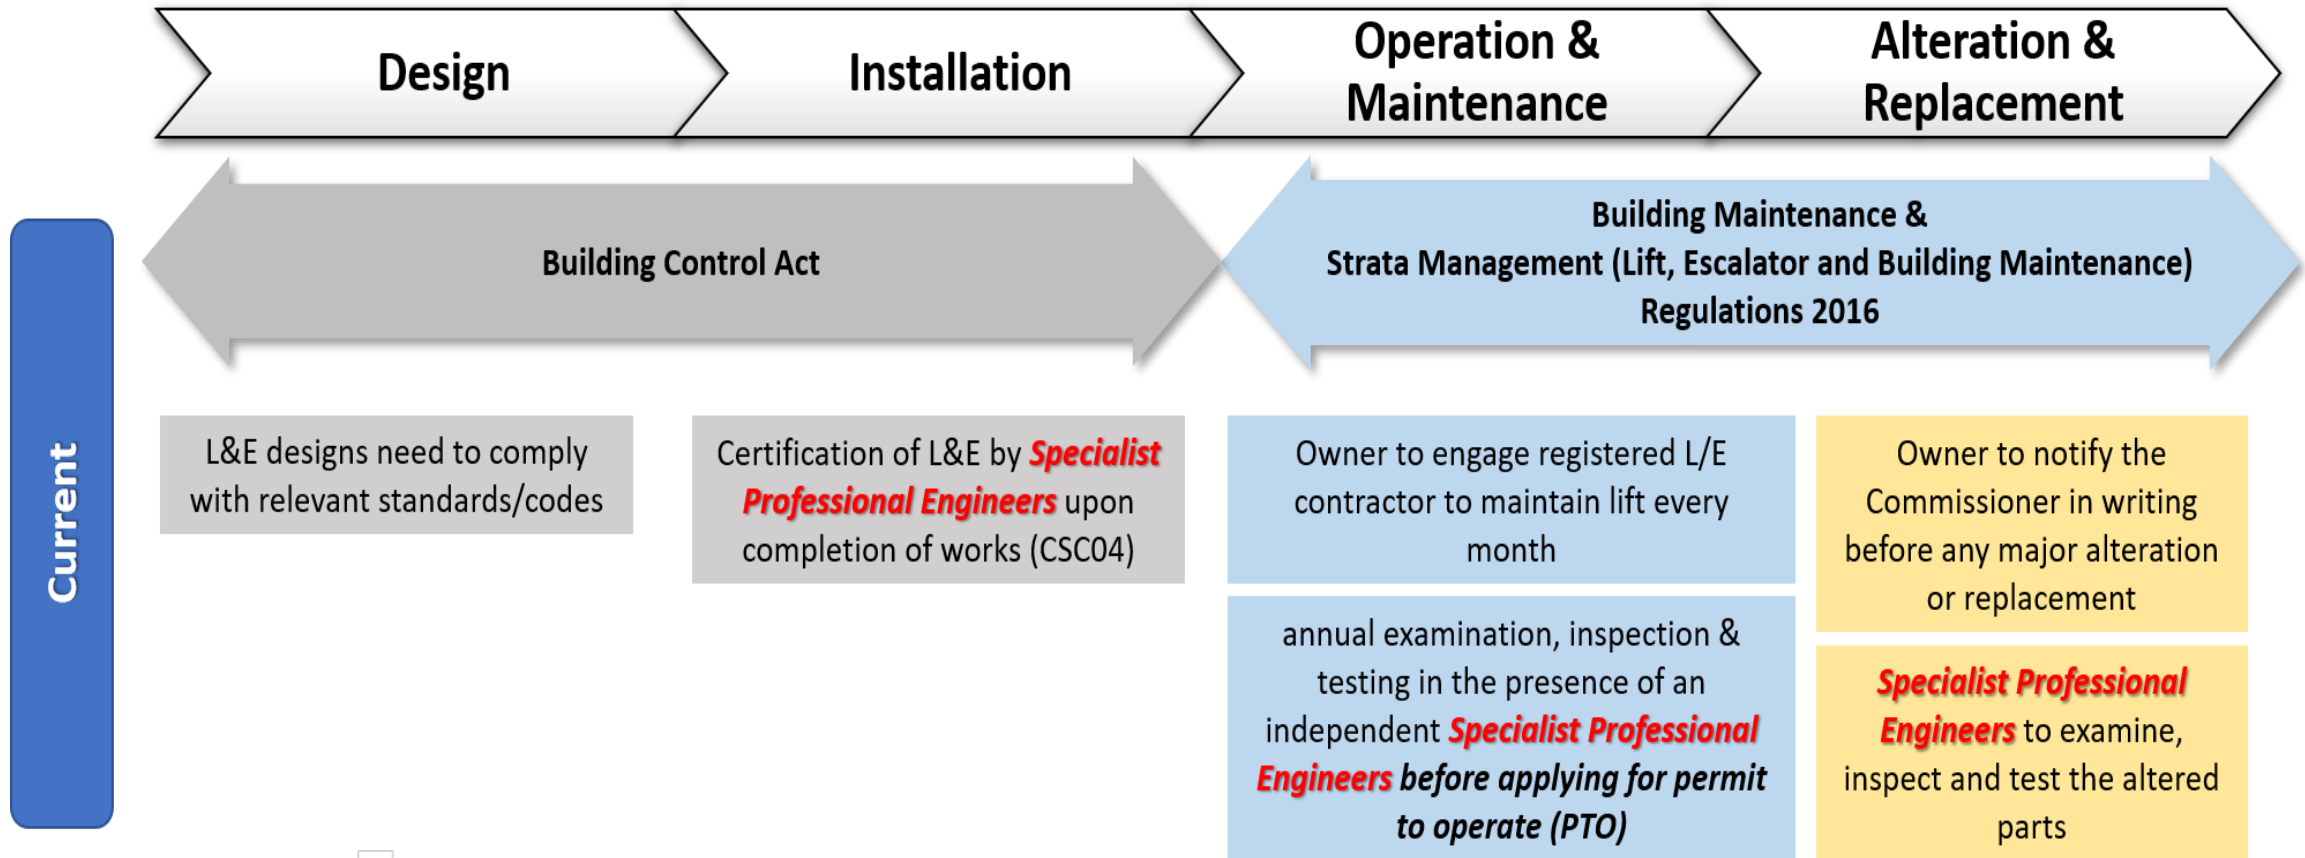 Design
Installation
Operation &
Maintenance
Alteration &
Replacement
Building Control Act
Building Maintenance &
Strata Management (Lift, Escalator and Building Maintenance)
Regulations 2016
Current
L&E designs need to comply
with relevant standards/codes
Certification of L&E by Specialist
Professional Engineers upon
completion of works (CSC04)
Owner to engage registered L/E
contractor to maintain lift every
month
annual examination, inspection &
testing in the presence of an
independent Specialist Professional
Engineers before applying for permit
to operate (PTO)
Owner to notify the
Commissioner in writing
before any major alteration
or replacement
Specialist Professional
Engineers to examine,
inspect and test the altered
parts